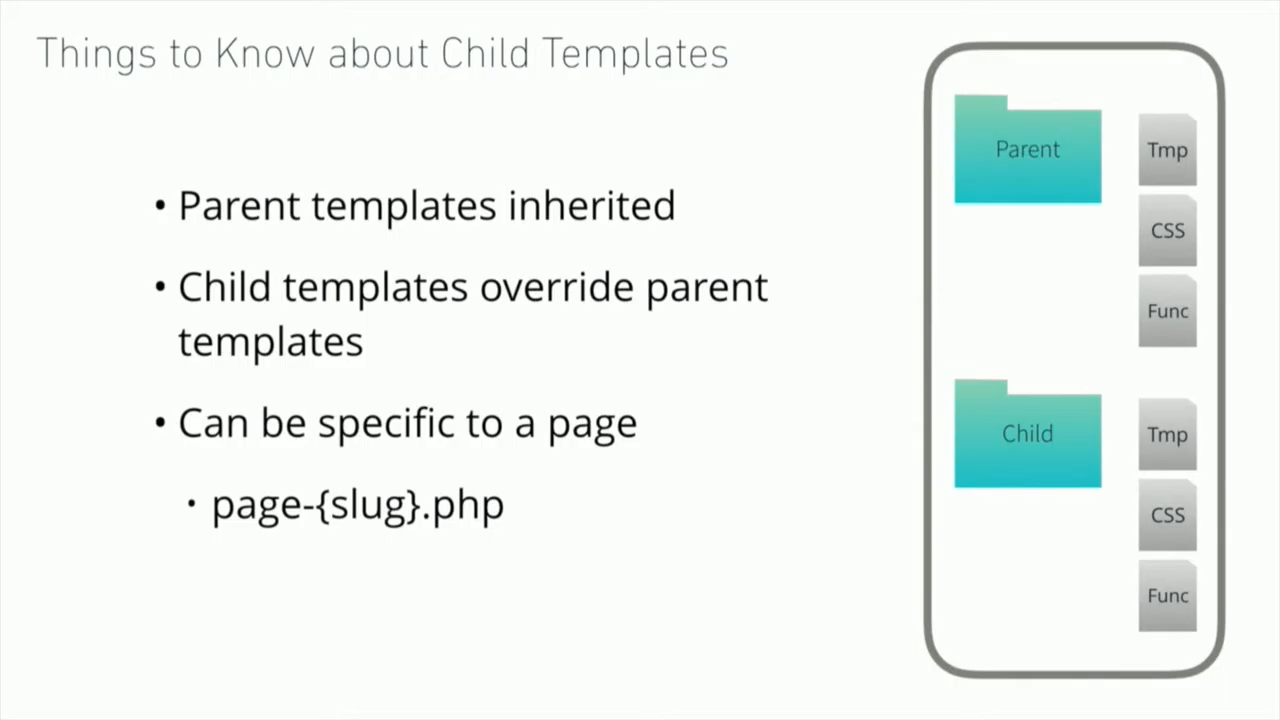 Things to Know about Child Templates
• Parent templates inherited
• Child templates override parent
templates
• Can be specific to a page
• page-{slug}.php
Parent
Tmp
CSS
Func
Child
Tmp
CSS
Func